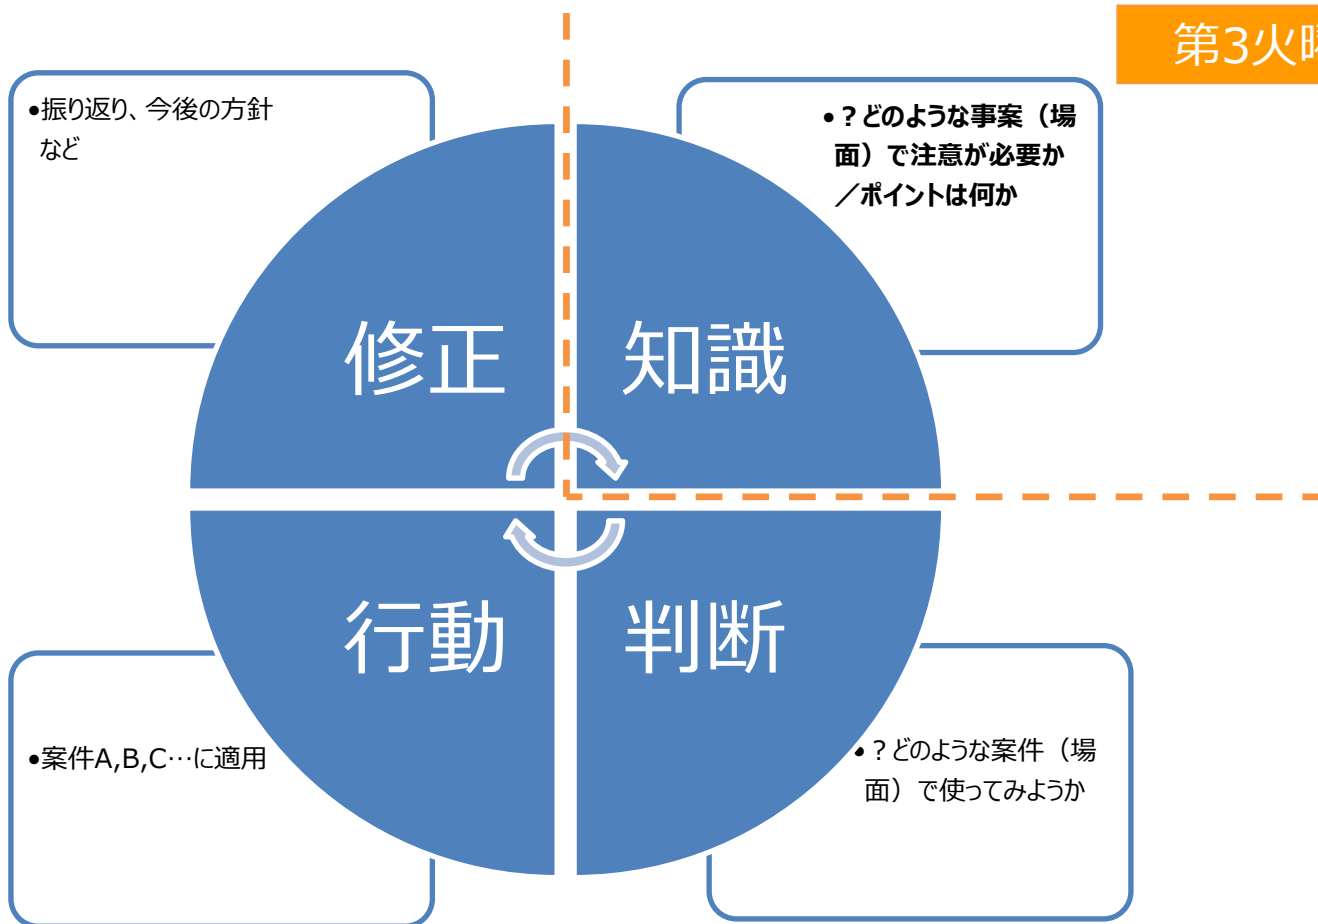 第3火曜
•振り返り、今後の方針
など
•？どのような事案（場
面）で注意が必要か
／ポイントは何か
修正
知識
行動
判断
•案件A,B,C…に適用
•？どのような案件（場
面）で使ってみようか